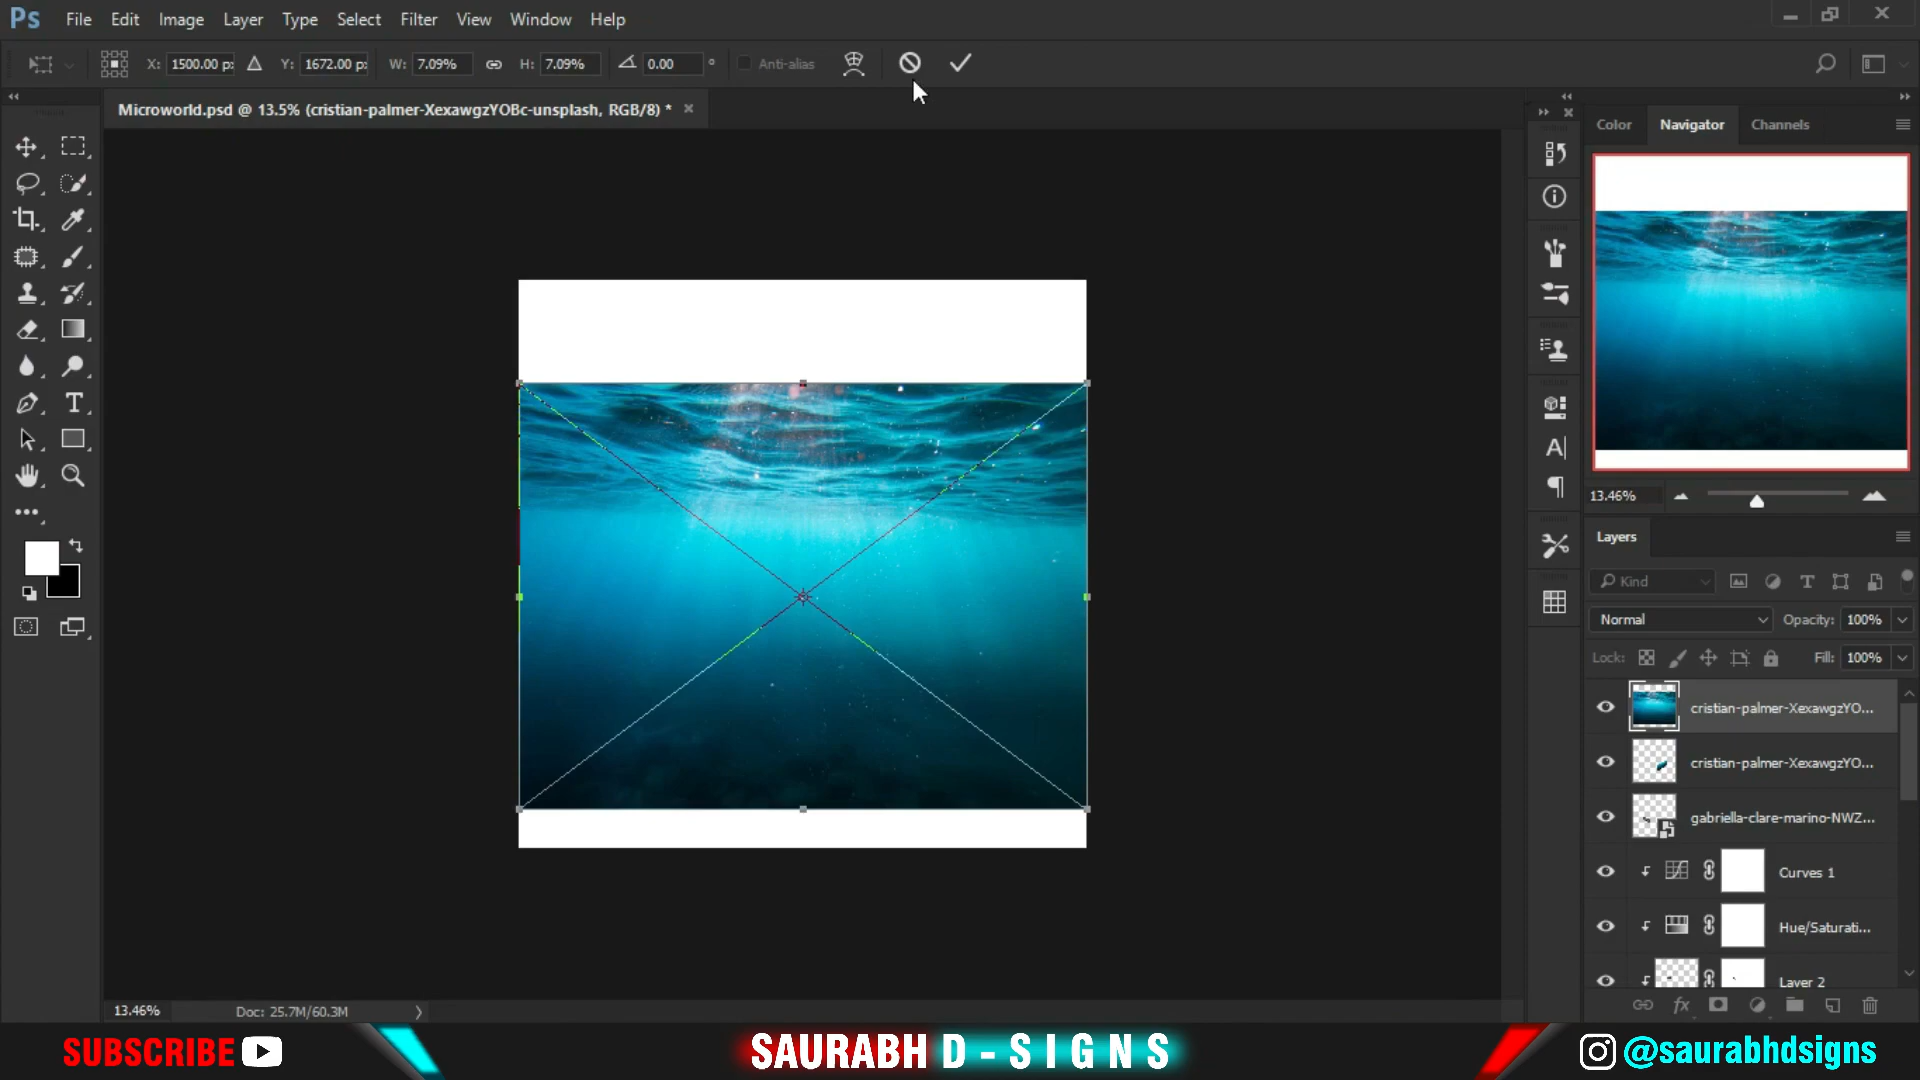 Ps File Edit Image Layer Type Select Filter View Window Help
X: 1500.00 p: Y: 1672.00 p: W: 7.09% H: 7.09% 0.00 ° Anti-alias
Microworld.psd @ 13.5% (cristian-palmer-XexawgzYOBc-unsplash, RGB/8) *
Color Navigator Channels
13.46%
Layers
Kind
Normal Opacity: 100%
Lock: Fill: 100%
cristian-palmer-XexawgzYO...
cristian-palmer-XexawgzYO...
gabriella-clare-marino-NWZ...
Curves 1
Hue/Saturati...
Layer 2
13.46% Doc: 25.7M/60.3M
SUBSCRIBE SAURABH D-SIGNS @saurabhdsigns